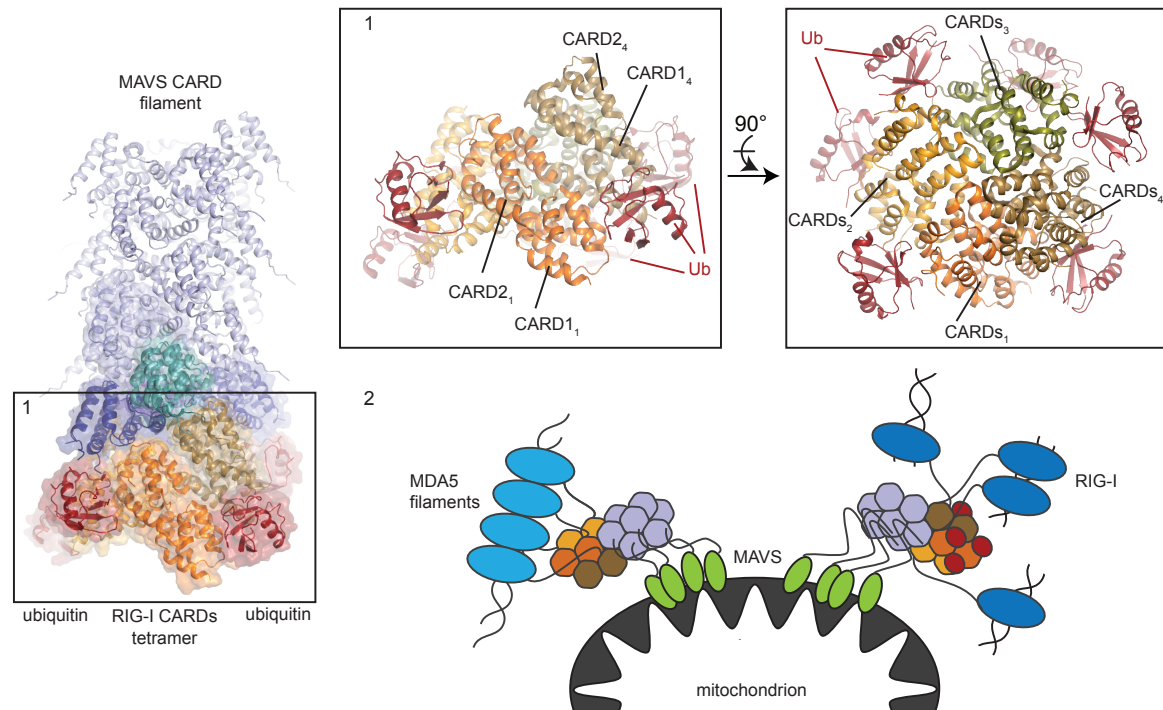 MAVS CARD
filament
1
ubiquitin
RIG-I CARDs
tetramer
ubiquitin
1
CARD2₄
CARD1₄
Ub
CARD2₁
CARD1₁
90°
Ub
CARDs₃
CARDs₂
CARDs₄
CARDs₁
2
MDA5
filaments
MAVS
RIG-I
mitochondrion